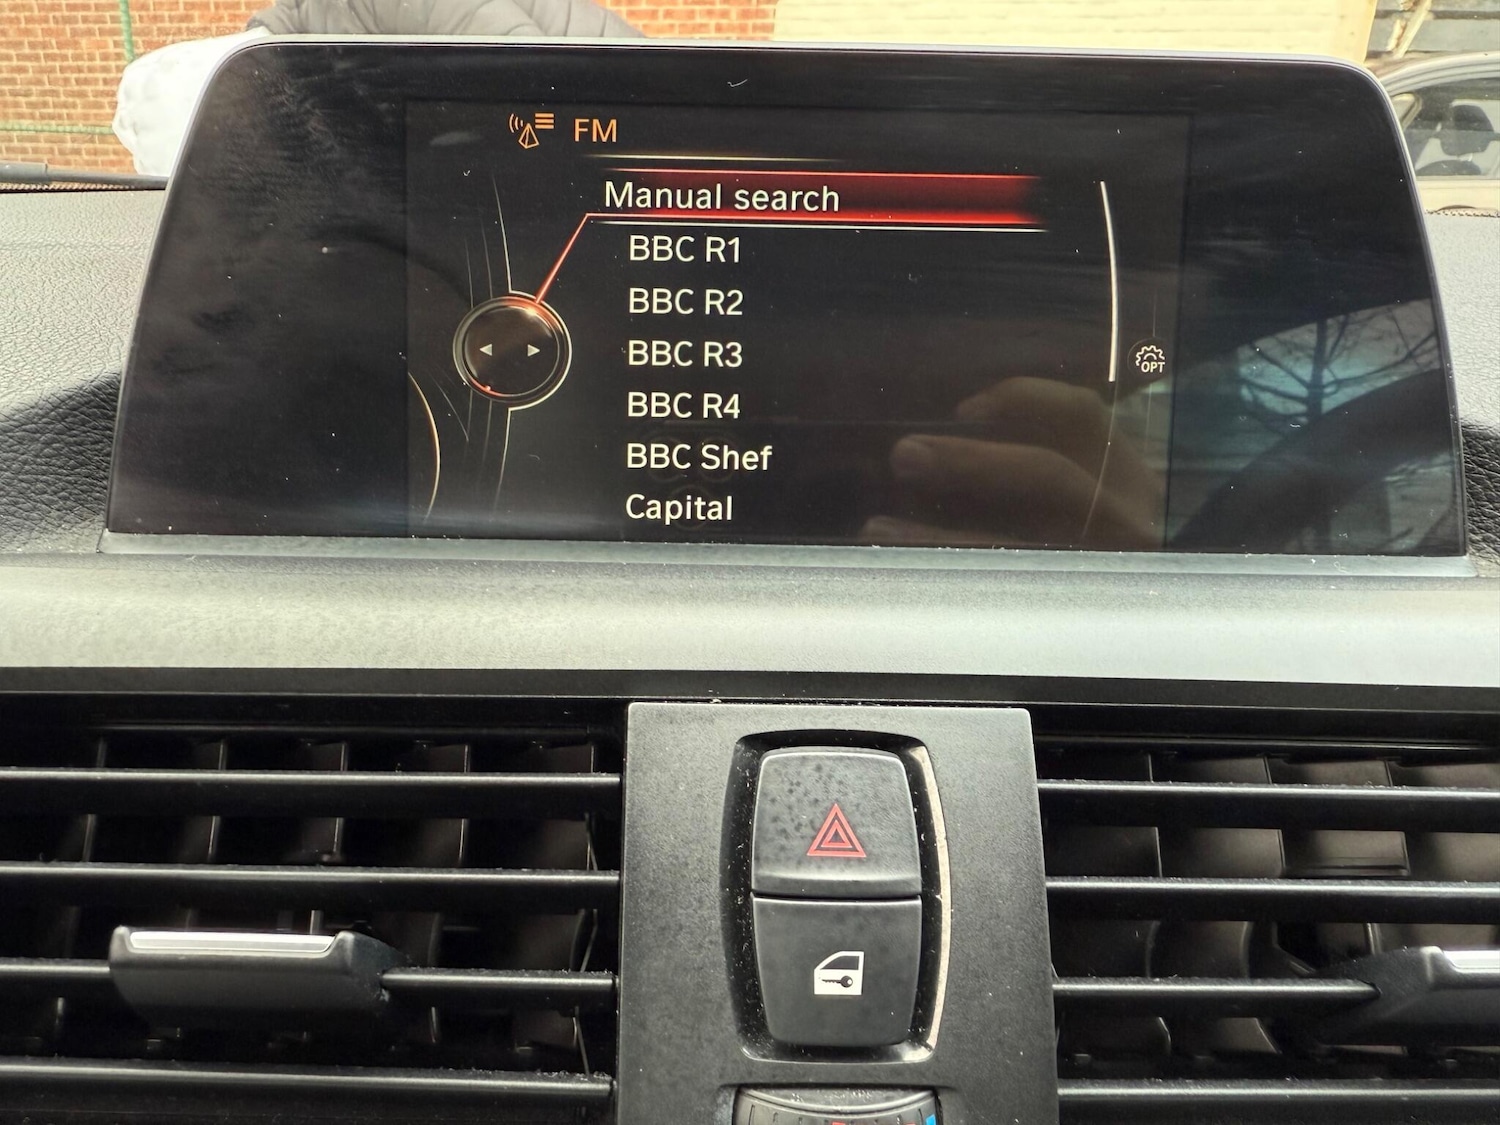 FM
Manual search
BBC R1
BBC R2
BBC R3
BBC R4
BBC Shef
Capital
OPT